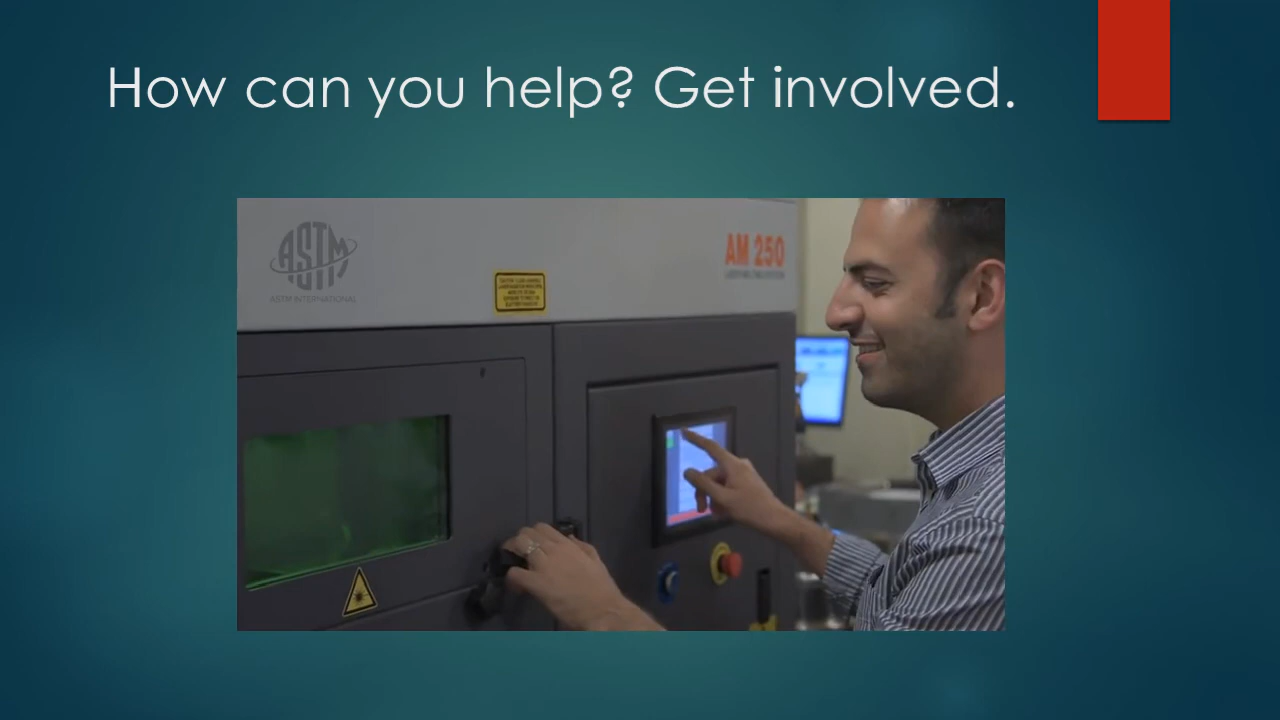 How can you help? Get involved.
ASTM
ASTM INTERNATIONAL
AM 250